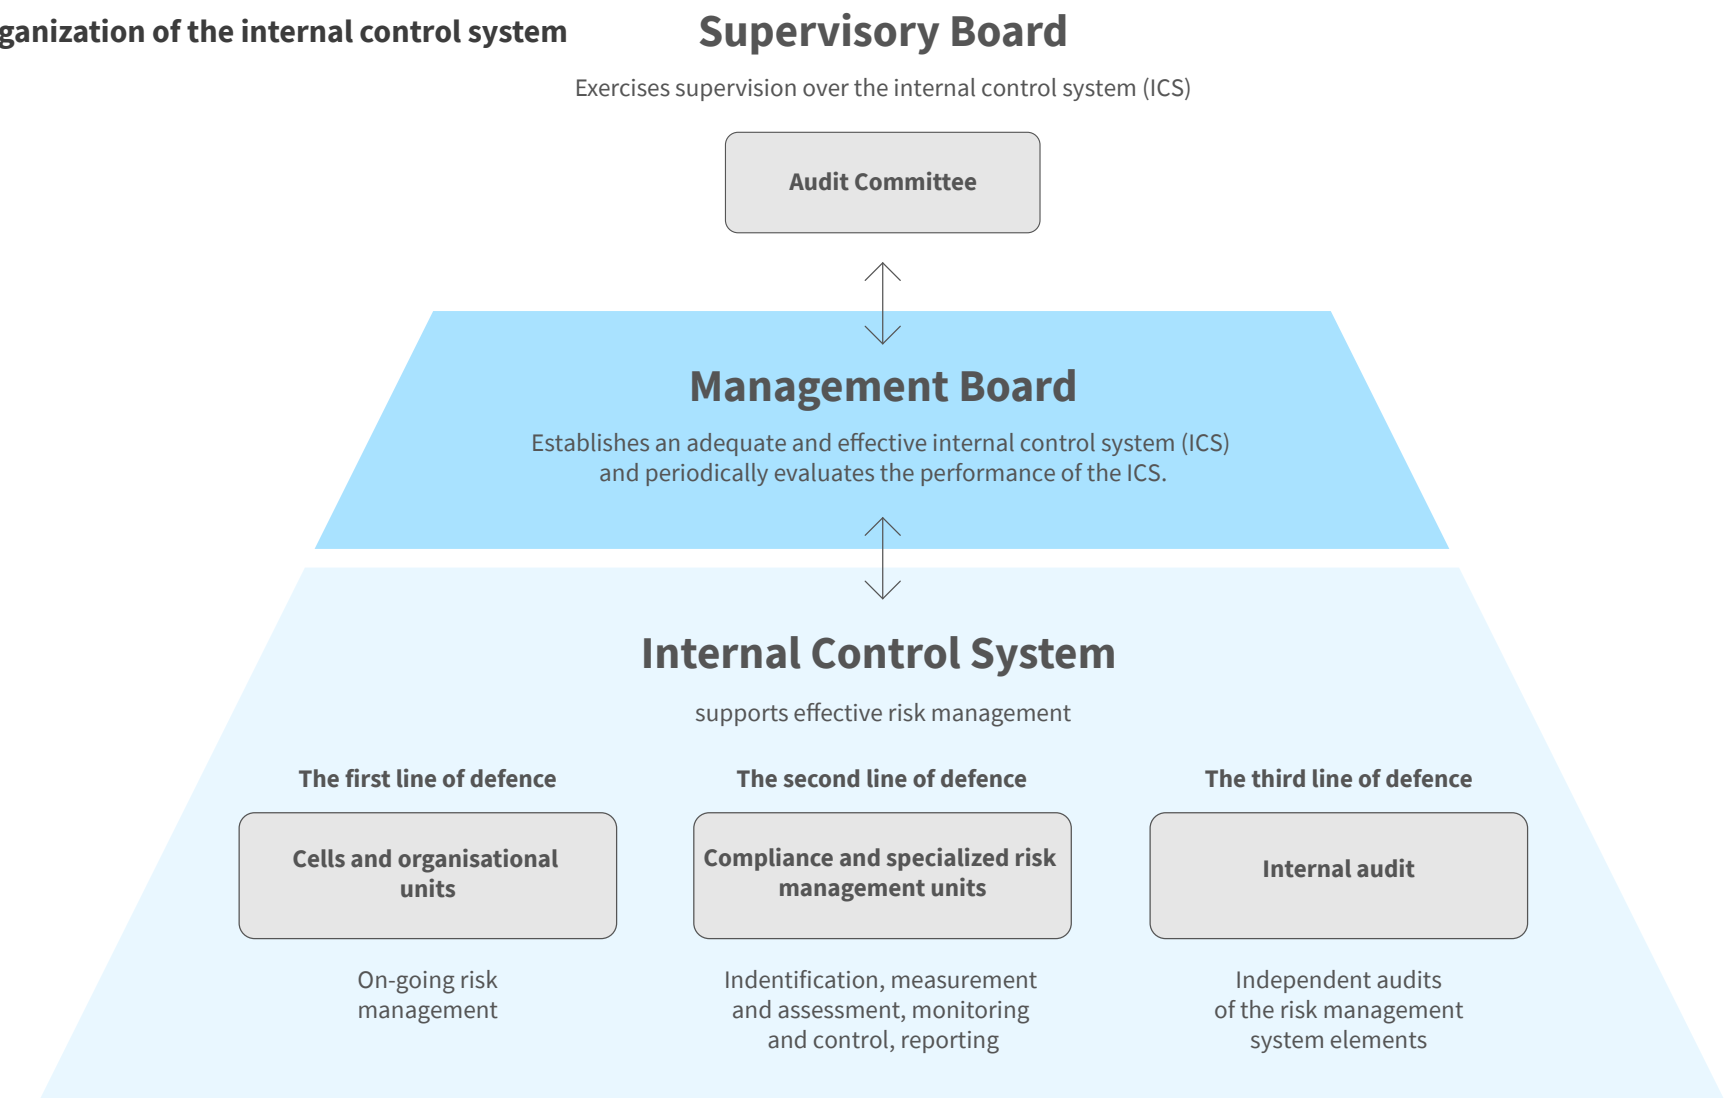 ganization of the internal control system
Supervisory Board
Exercises supervision over the internal control system (ICS)
Audit Committee
Management Board
Establishes an adequate and effective internal control system (ICS)
and periodically evaluates the performance of the ICS.
Internal Control System
supports effective risk management
The first line of defence
Cells and organisational
units
On-going risk
management
The second line of defence
Compliance and specialized risk
management units
Indentification, measurement
and assessment, monitoring
and control, reporting
The third line of defence
Internal audit
Independent audits
of the risk management
system elements